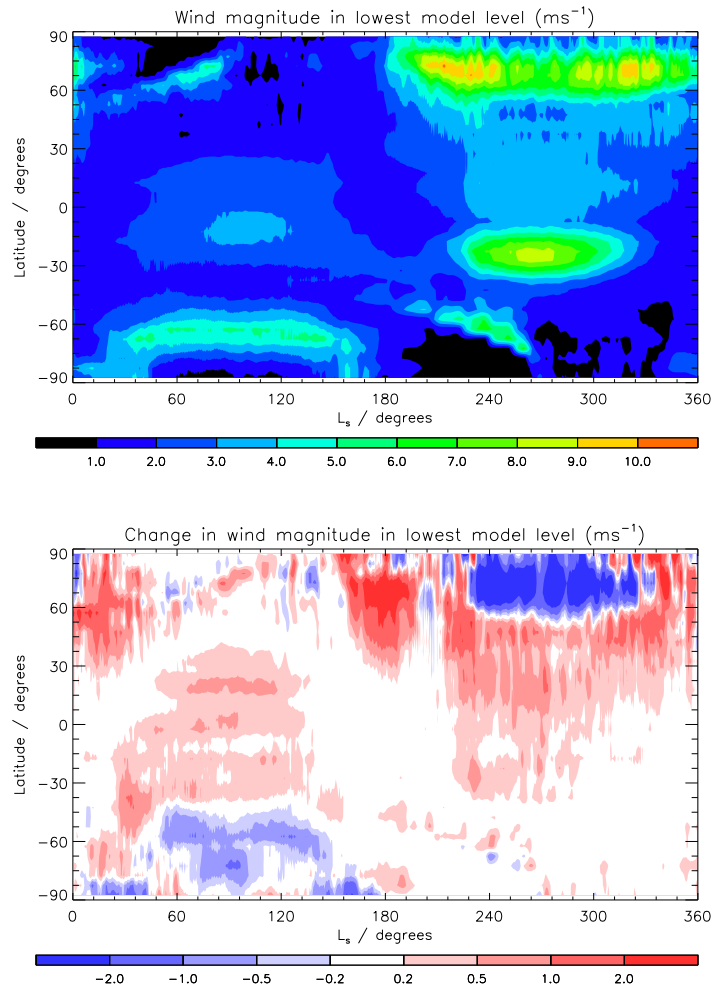 Wind magnitude in lowest model level (ms⁻¹)
90
60
30
0
−30
−60
−90
Latitude / degrees
0 60 120 180 240 300 360
Lₛ / degrees
1.0 2.0 3.0 4.0 5.0 6.0 7.0 8.0 9.0 10.0
Change in wind magnitude in lowest model level (ms⁻¹)
90
60
30
0
−30
−60
−90
Latitude / degrees
0 60 120 180 240 300 360
Lₛ / degrees
−2.0 −1.0 −0.5 −0.2 0.2 0.5 1.0 2.0